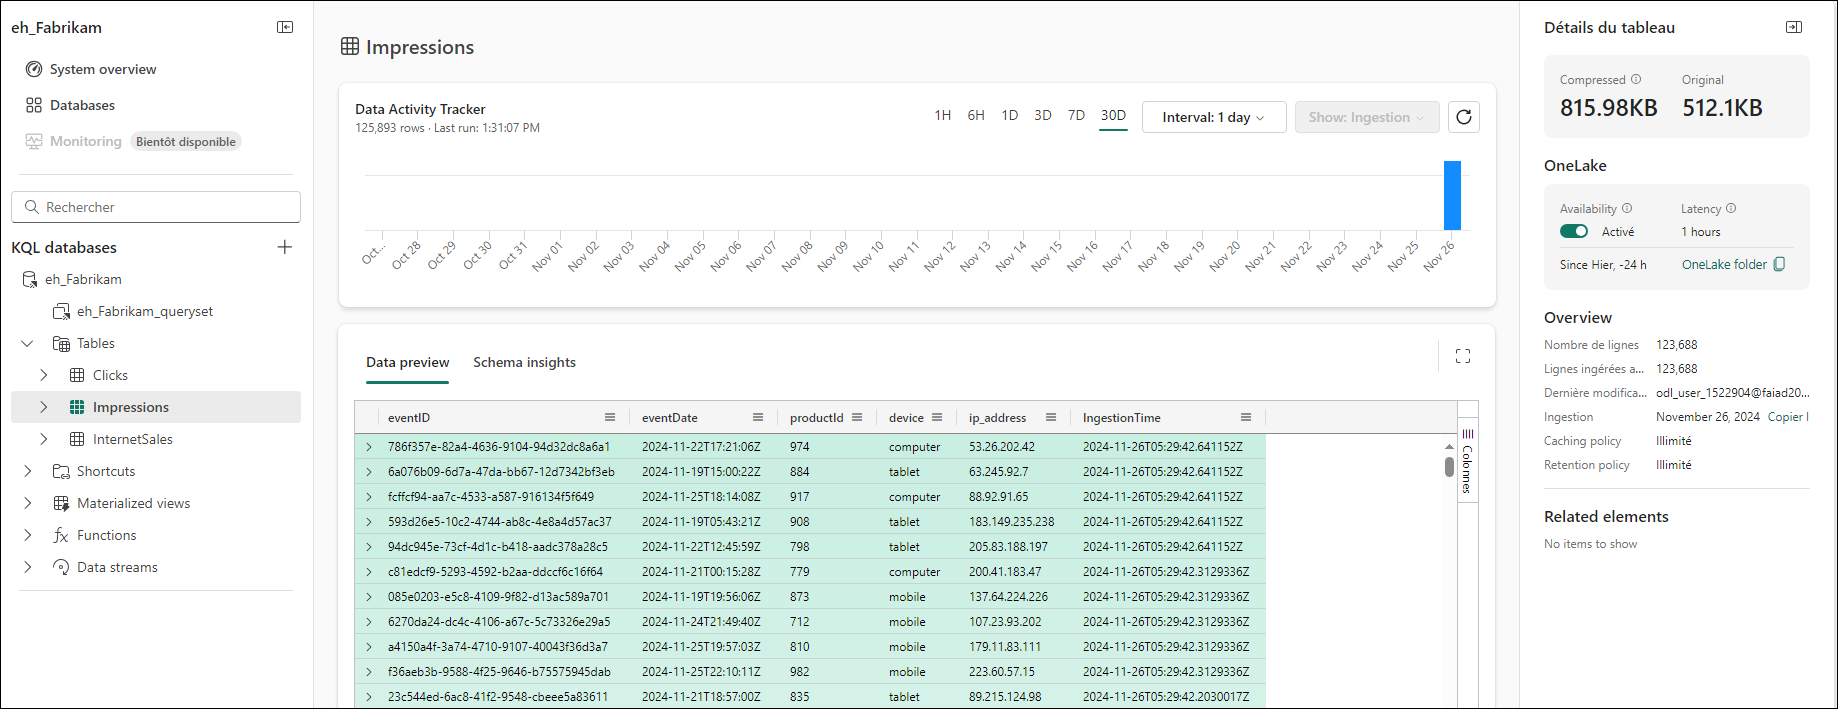 eh_Fabrikam
System overview
Databases
Monitoring Bientôt disponible
Rechercher
KQL databases
eh_Fabrikam
eh_Fabrikam_queryset
Tables
Clicks
Impressions
InternetSales
Shortcuts
Materialized views
Functions
Data streams
Impressions
Data Activity Tracker
125,893 rows · Last run: 1:31:07 PM
1H 6H 1D 3D 7D 30D Interval: 1 day Show: Ingestion
Oct... Oct 28 Oct 29 Oct 30 Oct 31 Nov 01 Nov 02 Nov 03 Nov 04 Nov 05 Nov 06 Nov 07 Nov 08 Nov 09 Nov 10 Nov 11 Nov 12 Nov 13 Nov 14 Nov 15 Nov 16 Nov 17 Nov 18 Nov 19 Nov 20 Nov 21 Nov 22 Nov 23 Nov 24 Nov 25 Nov 26
Data preview Schema insights
eventID eventDate productId device ip_address IngestionTime
786f357e-82a4-4636-9104-94d32dc8a6a1 2024-11-22T17:21:06Z 974 computer 53.26.202.42 2024-11-26T05:29:42.641152Z
6a076b09-6d7a-47da-bb67-12d7342bf3eb 2024-11-19T15:00:22Z 884 tablet 63.245.92.7 2024-11-26T05:29:42.641152Z
fcffcf94-aa7c-4533-a587-916134f5f649 2024-11-25T18:14:08Z 917 computer 88.92.91.65 2024-11-26T05:29:42.641152Z
593d26e5-10c2-4744-ab8c-4e8a4d57ac37 2024-11-19T05:43:21Z 908 tablet 183.149.235.238 2024-11-26T05:29:42.641152Z
94dc945e-73cf-4d1c-b418-aadc378a28c5 2024-11-22T12:45:59Z 798 tablet 205.83.188.197 2024-11-26T05:29:42.641152Z
c81edcf9-5293-4592-b2aa-ddccf6c16f64 2024-11-21T00:15:28Z 779 computer 200.41.183.47 2024-11-26T05:29:42.3129336Z
085e0203-e5c8-4109-9f82-d13ac589a701 2024-11-19T19:56:06Z 873 mobile 137.64.224.226 2024-11-26T05:29:42.3129336Z
6270da24-dc4c-4106-a67c-5c73326e29a5 2024-11-24T21:49:40Z 712 mobile 107.23.93.202 2024-11-26T05:29:42.3129336Z
a4150a4f-3a74-4710-9107-40043f36d3a7 2024-11-25T19:57:03Z 810 mobile 179.11.83.111 2024-11-26T05:29:42.3129336Z
f36aeb3b-9588-4f25-9646-b75575945dab 2024-11-25T22:10:11Z 982 mobile 223.60.57.15 2024-11-26T05:29:42.3129336Z
23c544ed-6ac8-41f2-9548-cbeee5a83611 2024-11-21T18:57:00Z 835 tablet 89.215.124.98 2024-11-26T05:29:42.2030017Z
Colonnes
Détails du tableau
Compressed Original
815.98KB 512.1KB
OneLake
Availability Latency
Activé 1 hours
Since Hier, -24 h OneLake folder
Overview
Nombre de lignes 123,688
Lignes ingérées a... 123,688
Dernière modifica... odl_user_1522904@faiad20...
Ingestion November 26, 2024 Copier l
Caching policy Illimité
Retention policy Illimité
Related elements
No items to show